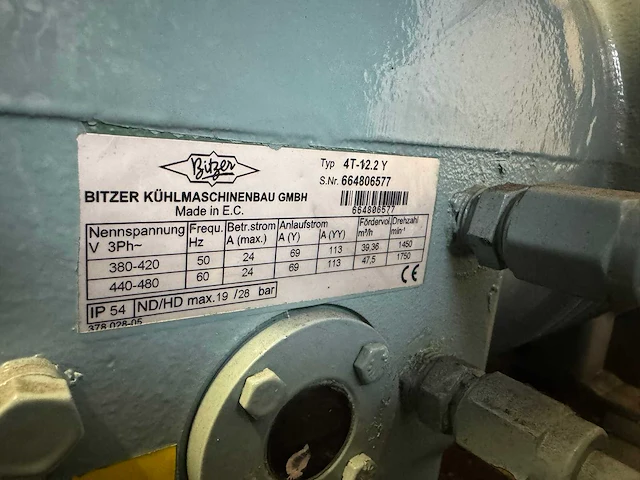 Bitzer
Typ 4T-12.2 Y
S.Nr. 664806577
BITZER KÜHLMASCHINENBAU GMBH
Made in E.C.
664806577
Nennspannung Frequ. Betr.strom Anlaufstrom Fördervol. Drehzahl
V 3Ph~ Hz A (max.) A (Y) A (YY) m³/h min⁻¹
380-420 50 24 69 113 39,36 1450
440-480 60 24 69 113 47,5 1750
IP 54 ND/HD max.19 /28 bar CE
378 028-05